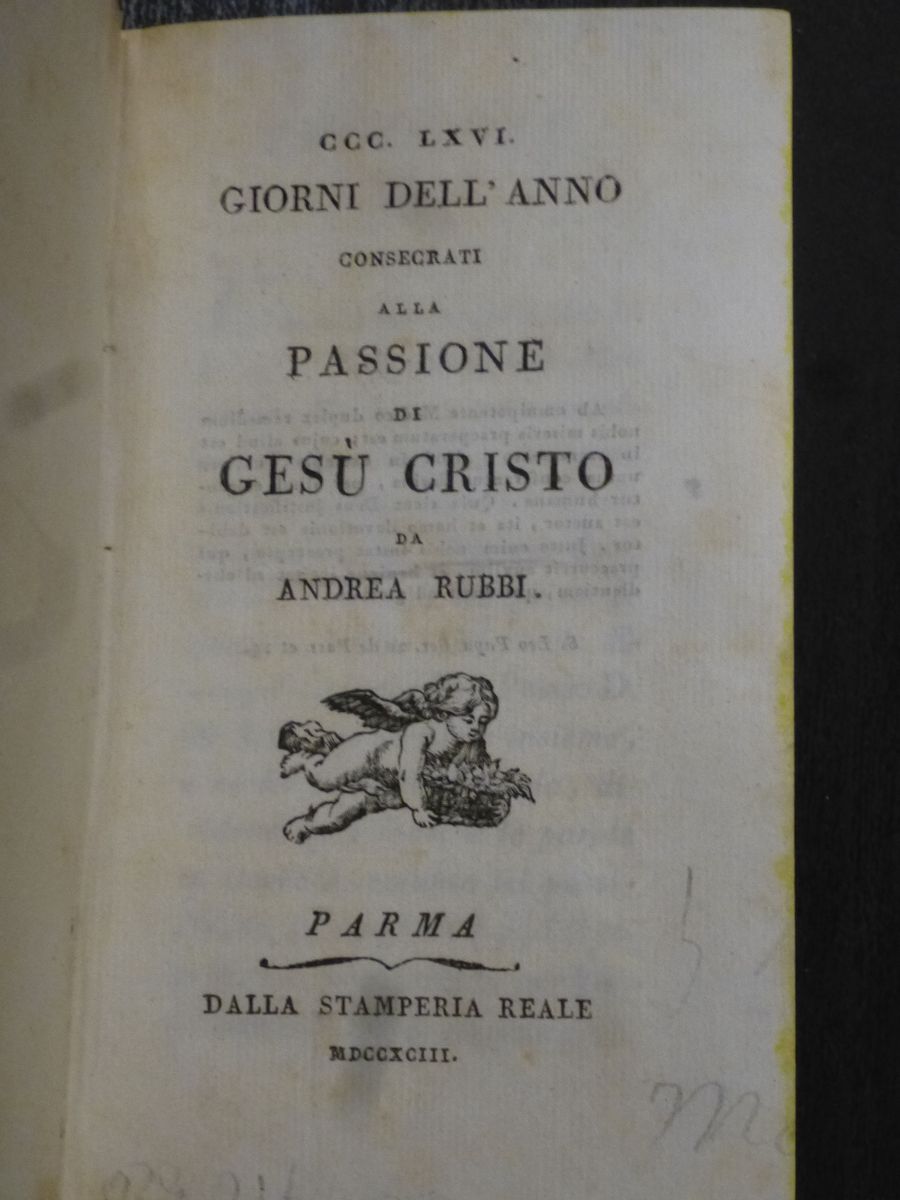 CCC. LXVI.
GIORNI DELL' ANNO
CONSECRATI
ALLA
PASSIONE
DI
GESÙ CRISTO
DA
ANDREA RUBBI.
PARMA
DALLA STAMPERIA REALE
MDCCXCIII.